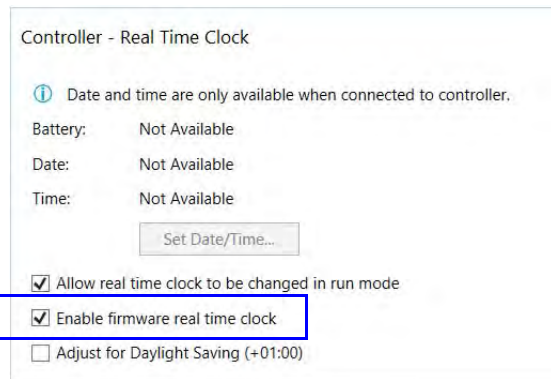 Controller - Real Time Clock
Date and time are only available when connected to controller.
Battery: Not Available
Date: Not Available
Time: Not Available
Set Date/Time...
Allow real time clock to be changed in run mode
Enable firmware real time clock
Adjust for Daylight Saving (+01:00)